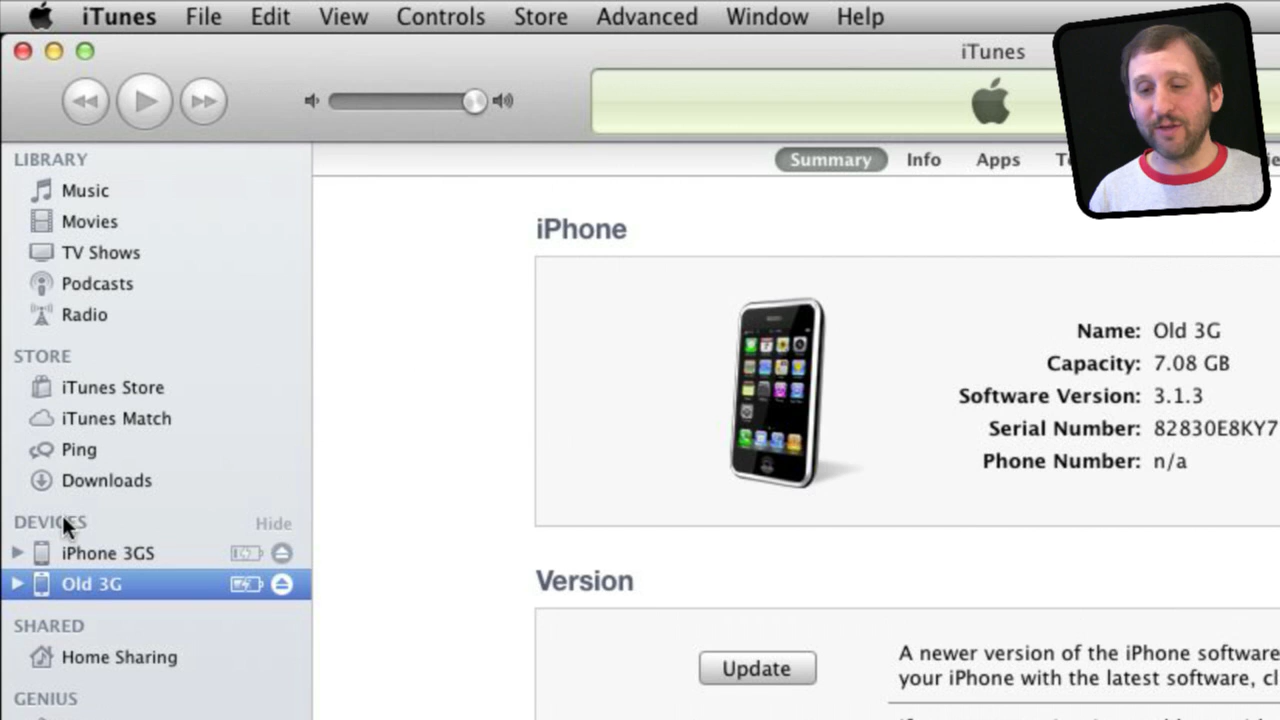 iTunes File Edit View Controls Store Advanced Window Help
iTunes
LIBRARY
Music
Movies
TV Shows
Podcasts
Radio
STORE
iTunes Store
iTunes Match
Ping
Downloads
DEVICES Hide
iPhone 3GS
Old 3G
SHARED
Home Sharing
GENIUS
Summary Info Apps
iPhone
Name: Old 3G
Capacity: 7.08 GB
Software Version: 3.1.3
Serial Number: 82830E8KY7
Phone Number: n/a
Version
Update
A newer version of the iPhone software
your iPhone with the latest software, cl